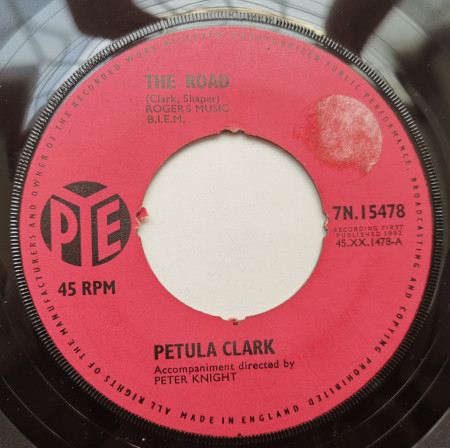 THE ROAD
(Clark, Shaper)
ROGERS MUSIC
B.I.E.M.
PYE
45 RPM
7N.15478
RECORDING FIRST
PUBLISHED 1962
45.XX.1478-A
PETULA CLARK
Accompaniment directed by
PETER KNIGHT
ALL RIGHTS OF THE MANUFACTURERS AND OWNER OF THE RECORDED WORK RESERVED UNAUTHORISED PUBLIC PERFORMANCE, BROADCASTING AND COPYING PROHIBITED
MADE IN ENGLAND